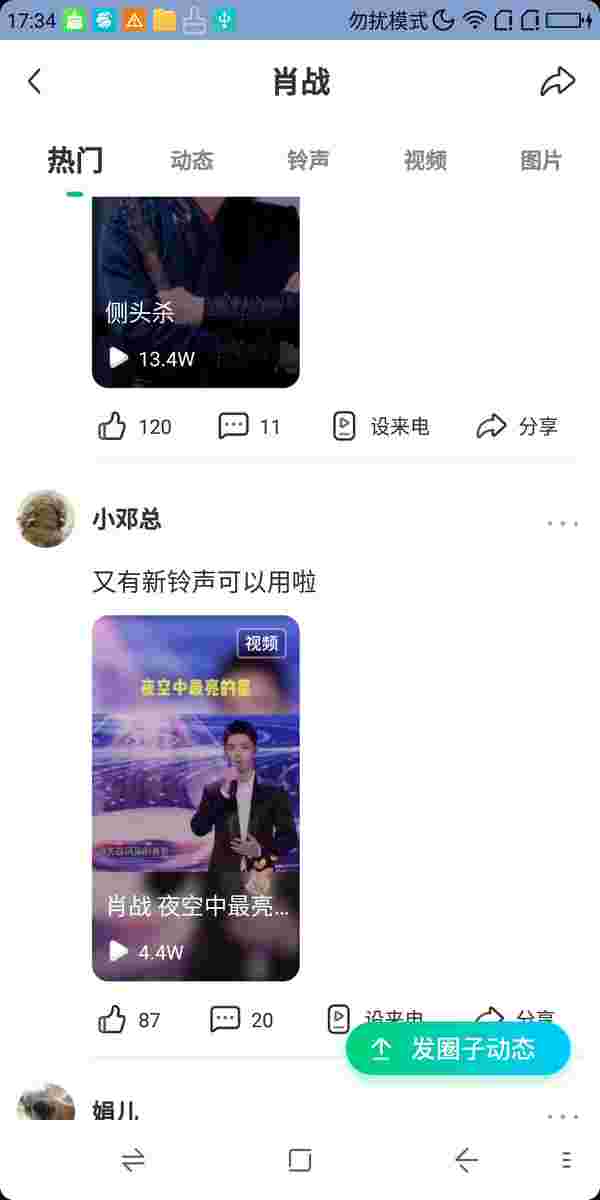 17:34
勿扰模式
肖战
热门
动态
铃声
视频
图片
侧头杀
13.4W
120
11
设来电
分享
小邓总
又有新铃声可以用啦
视频
夜空中最亮的星
肖战 夜空中最亮...
4.4W
87
20
设来电
分享
发圈子动态
娟儿